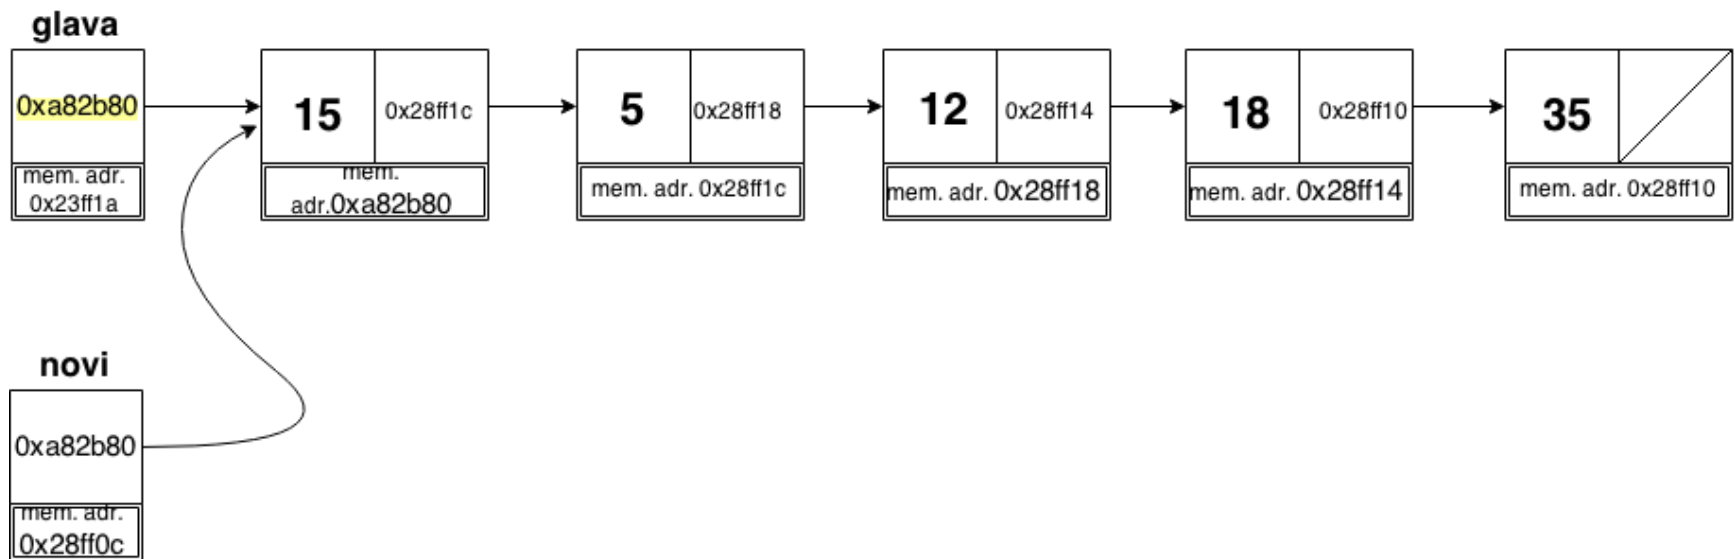 glava
0xa82b80
mem. adr.
0x23ff1a
15
0x28ff1c
mem.
adr.0xa82b80
5
0x28ff18
mem. adr. 0x28ff1c
12
0x28ff14
mem. adr. 0x28ff18
18
0x28ff10
mem. adr. 0x28ff14
35
mem. adr. 0x28ff10
novi
0xa82b80
mem. adr.
0x28ff0c